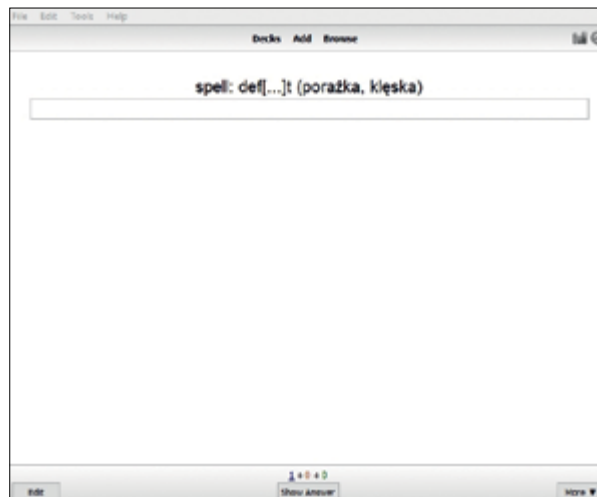 File Edit Tools Help
Decks Add Browse
spell: def[...]t (porażka, klęska)
1 + 0 + 0
Edit Show Answer More ▼